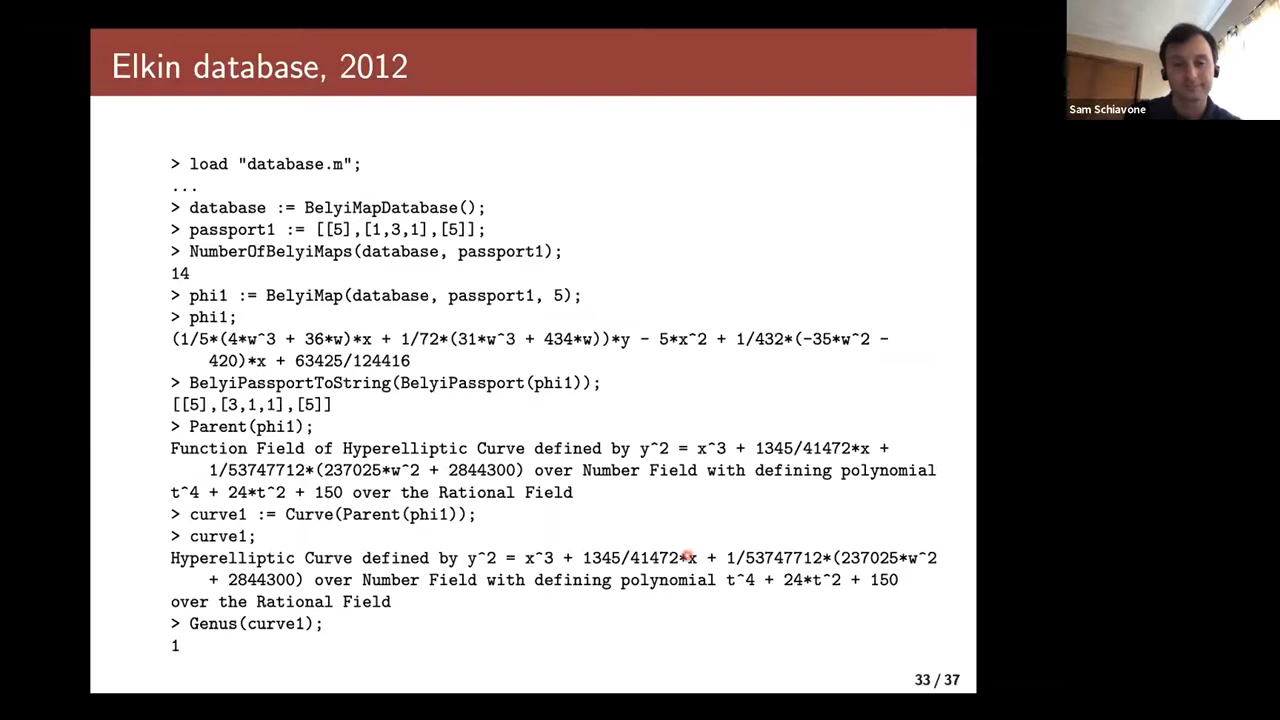 Elkin database, 2012
> load "database.m";
...
> database := BelyiMapDatabase();
> passport1 := [[5],[1,3,1],[5]];
> NumberOfBelyiMaps(database, passport1);
14
> phi1 := BelyiMap(database, passport1, 5);
> phi1;
(1/5*(4*w^3 + 36*w)*x + 1/72*(31*w^3 + 434*w))*y - 5*x^2 + 1/432*(-35*w^2 -
420)*x + 63425/124416
> BelyiPassportToString(BelyiPassport(phi1));
[[5],[3,1,1],[5]]
> Parent(phi1);
Function Field of Hyperelliptic Curve defined by y^2 = x^3 + 1345/41472*x +
1/53747712*(237025*w^2 + 2844300) over Number Field with defining polynomial
t^4 + 24*t^2 + 150 over the Rational Field
> curve1 := Curve(Parent(phi1));
> curve1;
Hyperelliptic Curve defined by y^2 = x^3 + 1345/41472*x + 1/53747712*(237025*w^2
+ 2844300) over Number Field with defining polynomial t^4 + 24*t^2 + 150
over the Rational Field
> Genus(curve1);
1
33 / 37
Sam Schiavone